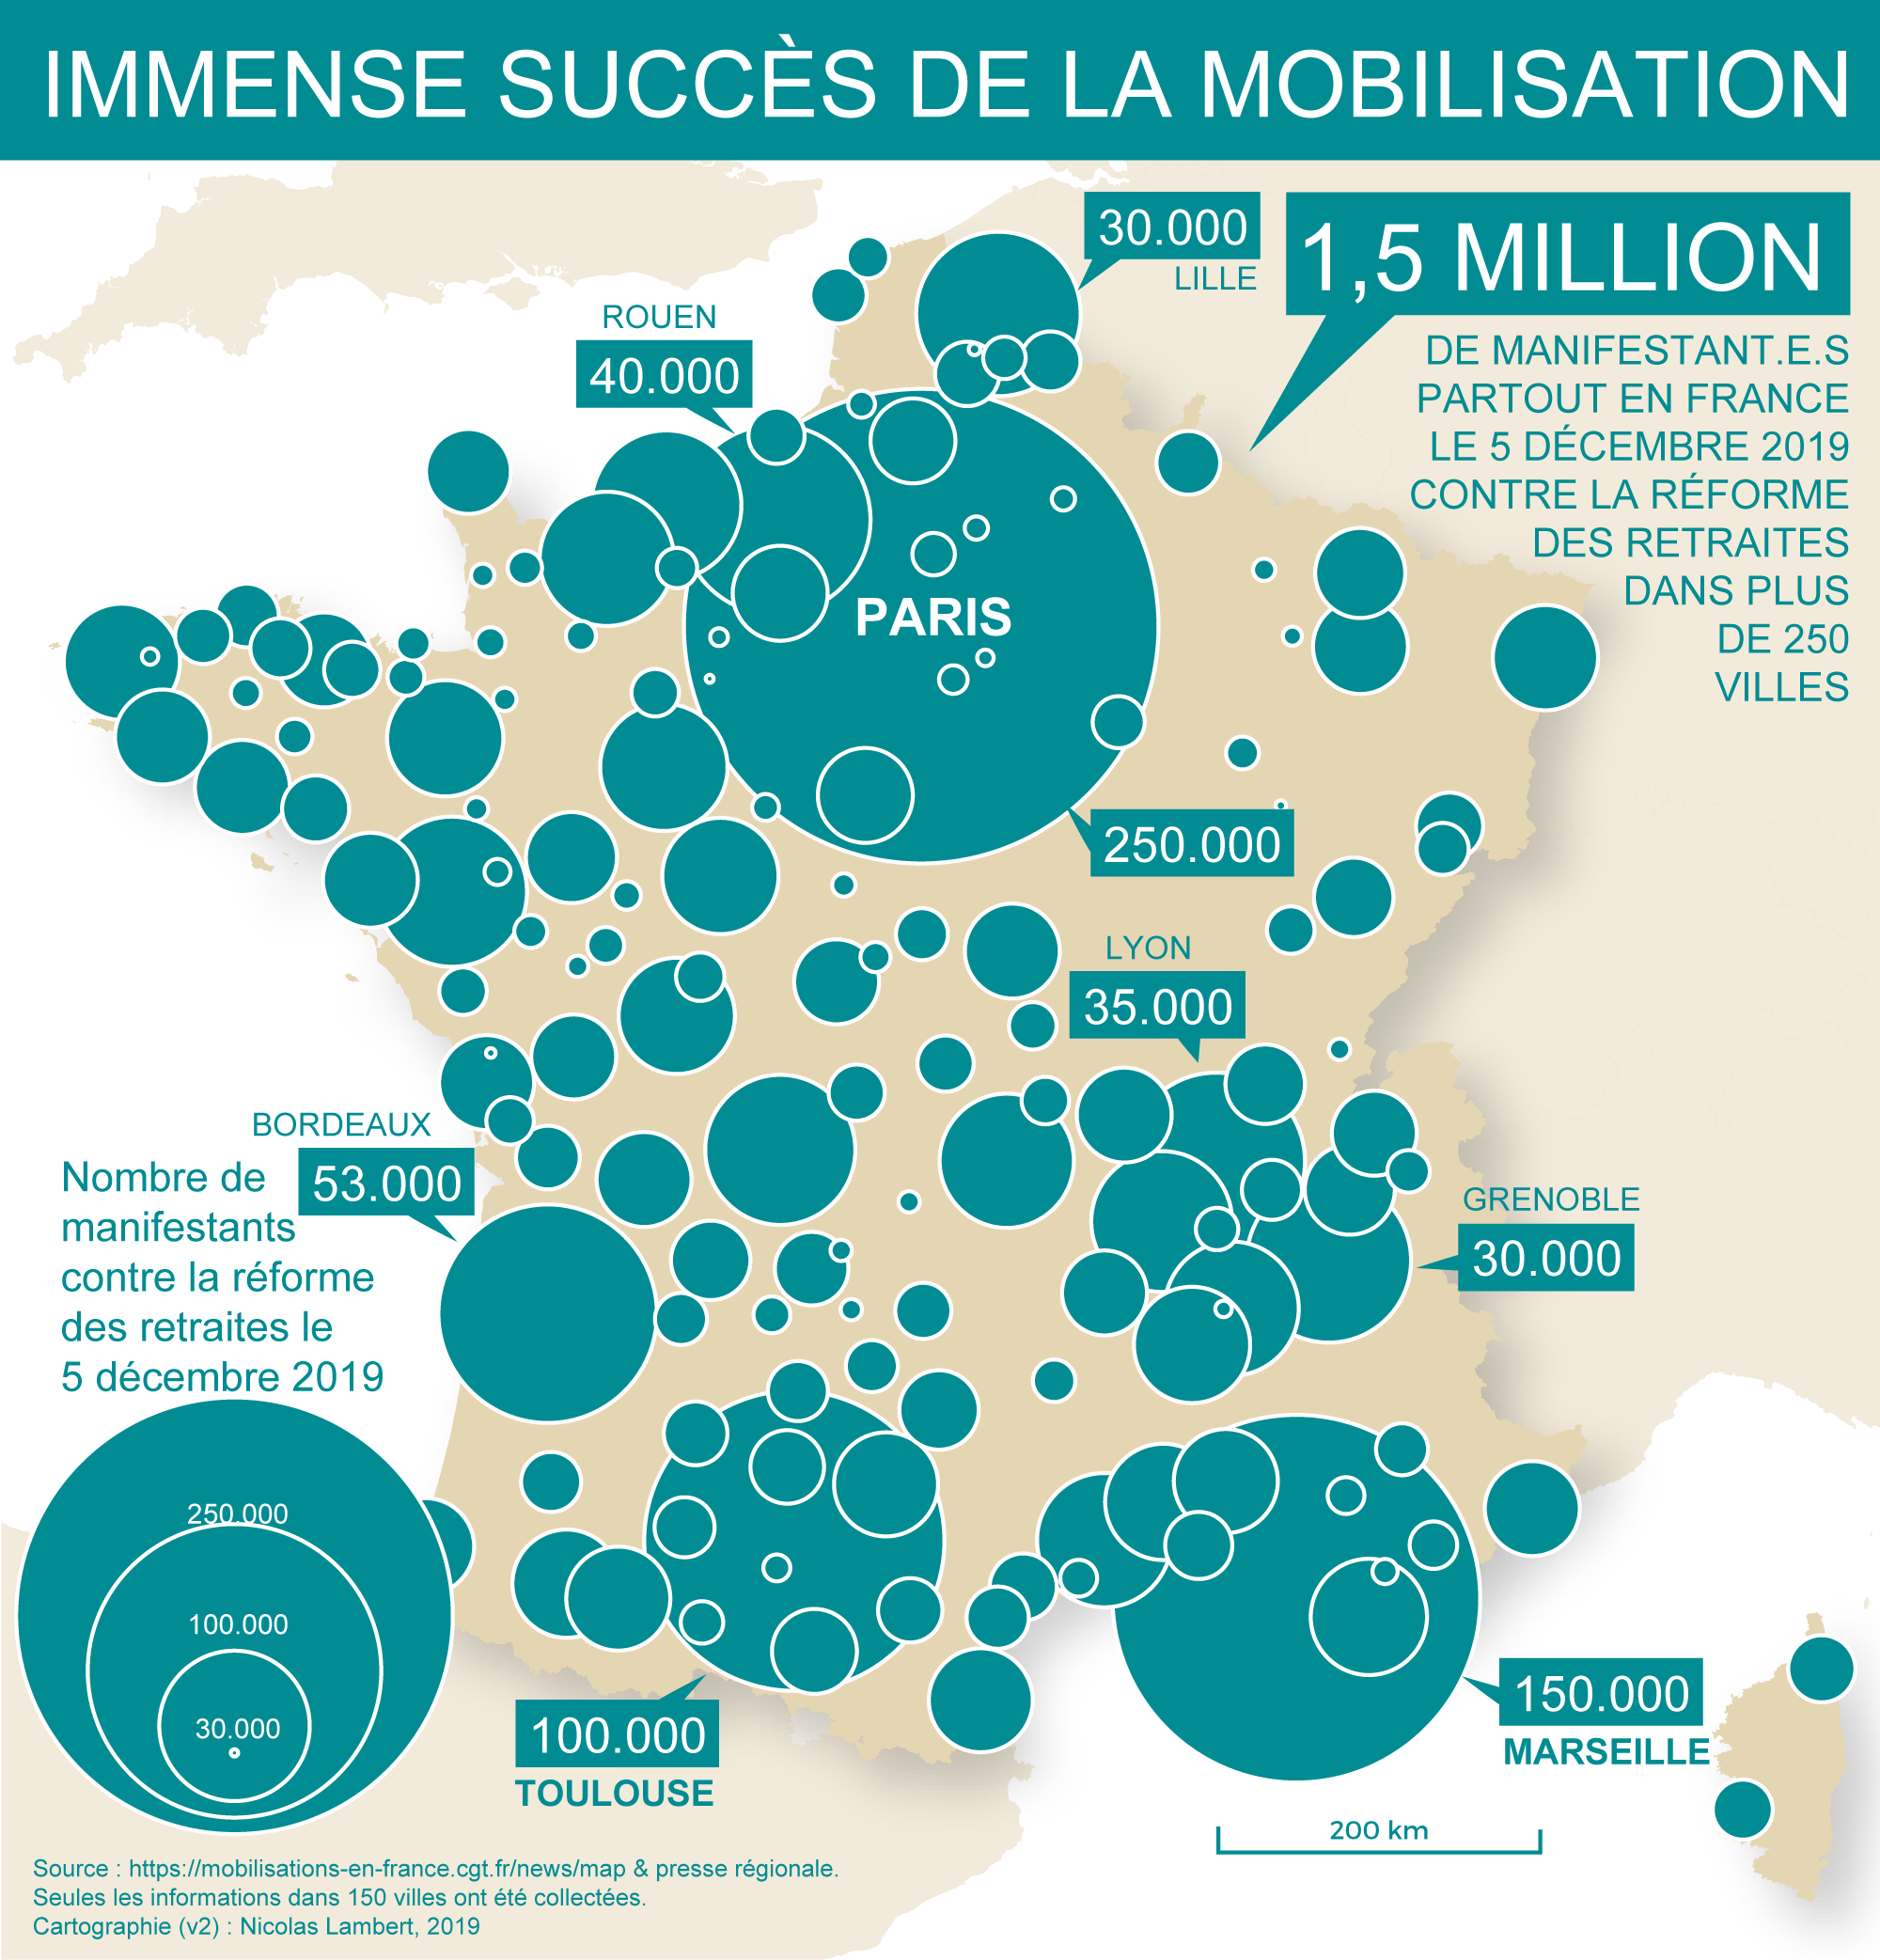 IMMENSE SUCCÈS DE LA MOBILISATION
30.000
LILLE
1,5 MILLION
DE MANIFESTANT.E.S
PARTOUT EN FRANCE
LE 5 DÉCEMBRE 2019
CONTRE LA RÉFORME
DES RETRAITES
DANS PLUS
DE 250
VILLES
ROUEN
40.000
PARIS
250.000
LYON
35.000
BORDEAUX
53.000
GRENOBLE
30.000
Nombre de
manifestants
contre la réforme
des retraites le
5 décembre 2019
250.000
100.000
30.000
100.000
TOULOUSE
150.000
MARSEILLE
200 km
Source : https://mobilisations-en-france.cgt.fr/news/map & presse régionale.
Seules les informations dans 150 villes ont été collectées.
Cartographie (v2) : Nicolas Lambert, 2019